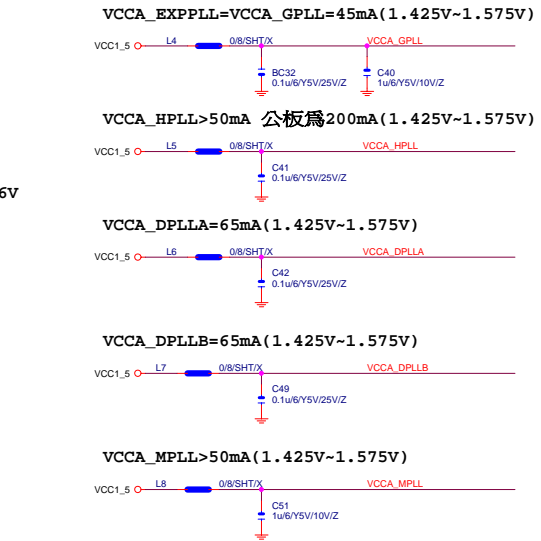 VCCA_EXPPLL=VCCA_GPLL=45mA(1.425V~1.575V)
VCC1_5 L4 0/8/SHT/X VCCA_GPLL
BC32 C40
0.1u/6/Y5V/25V/Z 1u/6/Y5V/10V/Z
VCCA_HPLL>50mA 公板爲200mA(1.425V~1.575V)
VCC1_5 L5 0/8/SHT/X VCCA_HPLL
C41
0.1u/6/Y5V/25V/Z
6V
VCCA_DPLLA=65mA(1.425V~1.575V)
VCC1_5 L6 0/8/SHT/X VCCA_DPLLA
C42
0.1u/6/Y5V/25V/Z
VCCA_DPLLB=65mA(1.425V~1.575V)
VCC1_5 L7 0/8/SHT/X VCCA_DPLLB
C49
0.1u/6/Y5V/25V/Z
VCCA_MPLL>50mA(1.425V~1.575V)
VCC1_5 L8 0/8/SHT/X VCCA_MPLL
C51
1u/6/Y5V/10V/Z